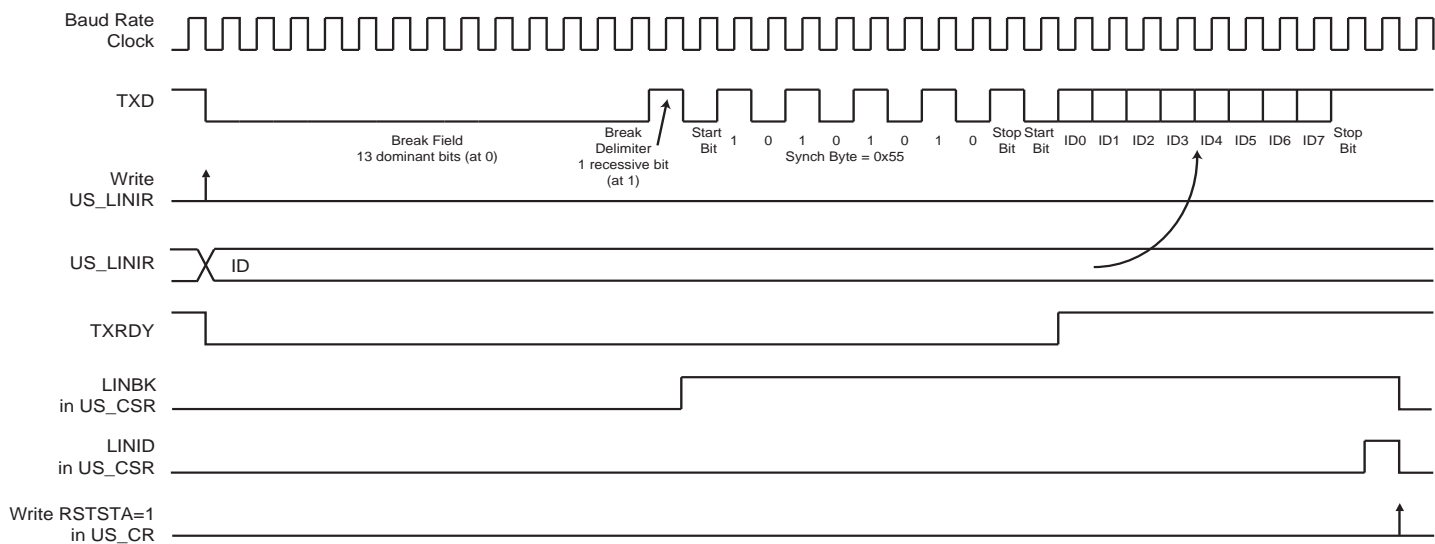 Baud Rate
Clock
TXD
Break Field
13 dominant bits (at 0)
Break
Delimiter
1 recessive bit
(at 1)
Start
Bit
1 0 1 0 1 0 1 0
Synch Byte = 0x55
Stop
Bit
Start
Bit
ID0 ID1 ID2 ID3 ID4 ID5 ID6 ID7
Stop
Bit
Write
US_LINIR
US_LINIR
ID
TXRDY
LINBK
in US_CSR
LINID
in US_CSR
Write RSTSTA=1
in US_CR